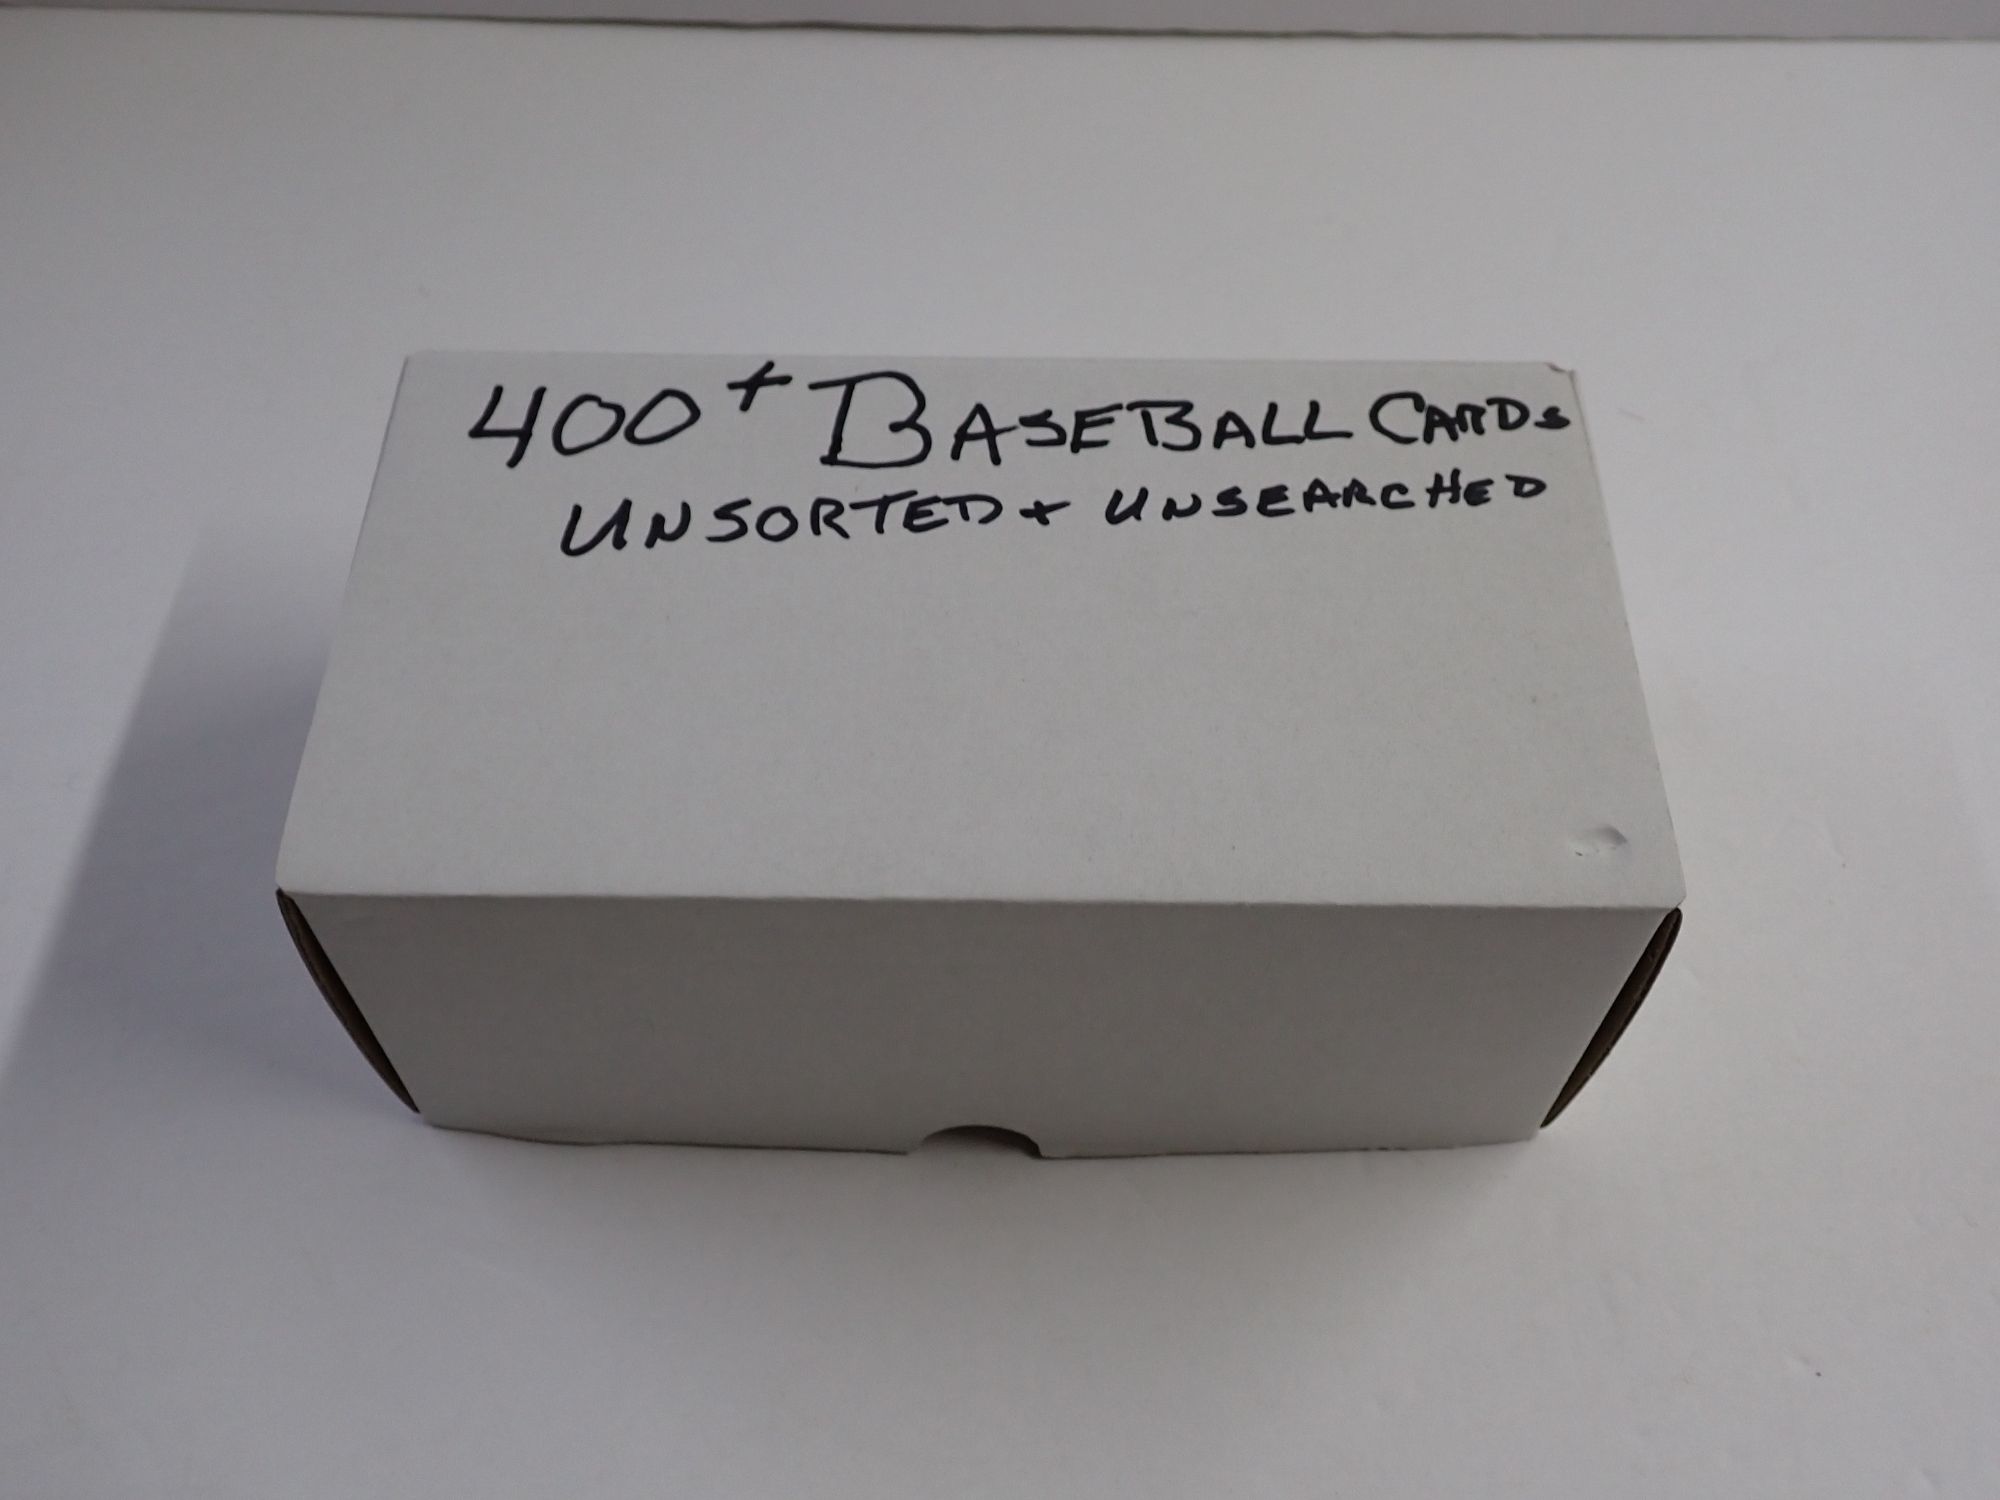 400+ BASEBALL CARDS
UNSORTED + UNSEARCHED